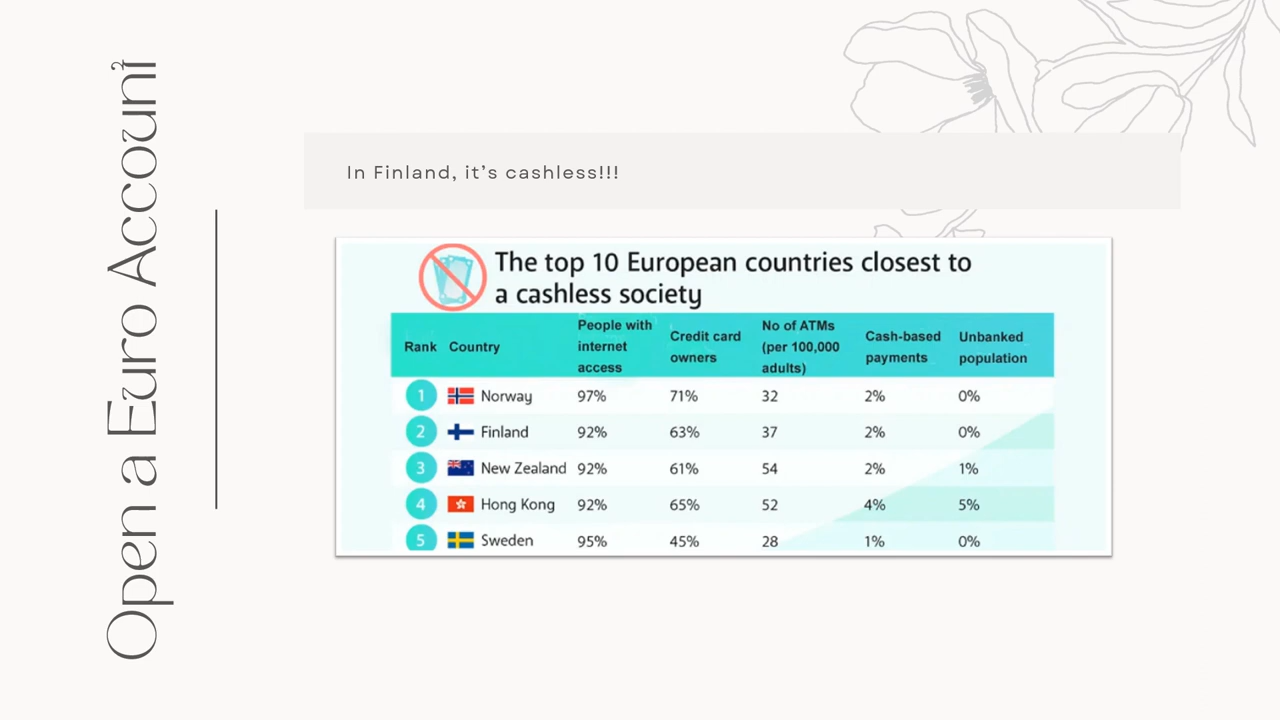 Open a Euro Account²
In Finland, it’s cashless!!!
The top 10 European countries closest to
a cashless society
Rank Country People with internet access Credit card owners No of ATMs (per 100,000 adults) Cash-based payments Unbanked population
1 Norway 97% 71% 32 2% 0%
2 Finland 92% 63% 37 2% 0%
3 New Zealand 92% 61% 54 2% 1%
4 Hong Kong 92% 65% 52 4% 5%
5 Sweden 95% 45% 28 1% 0%